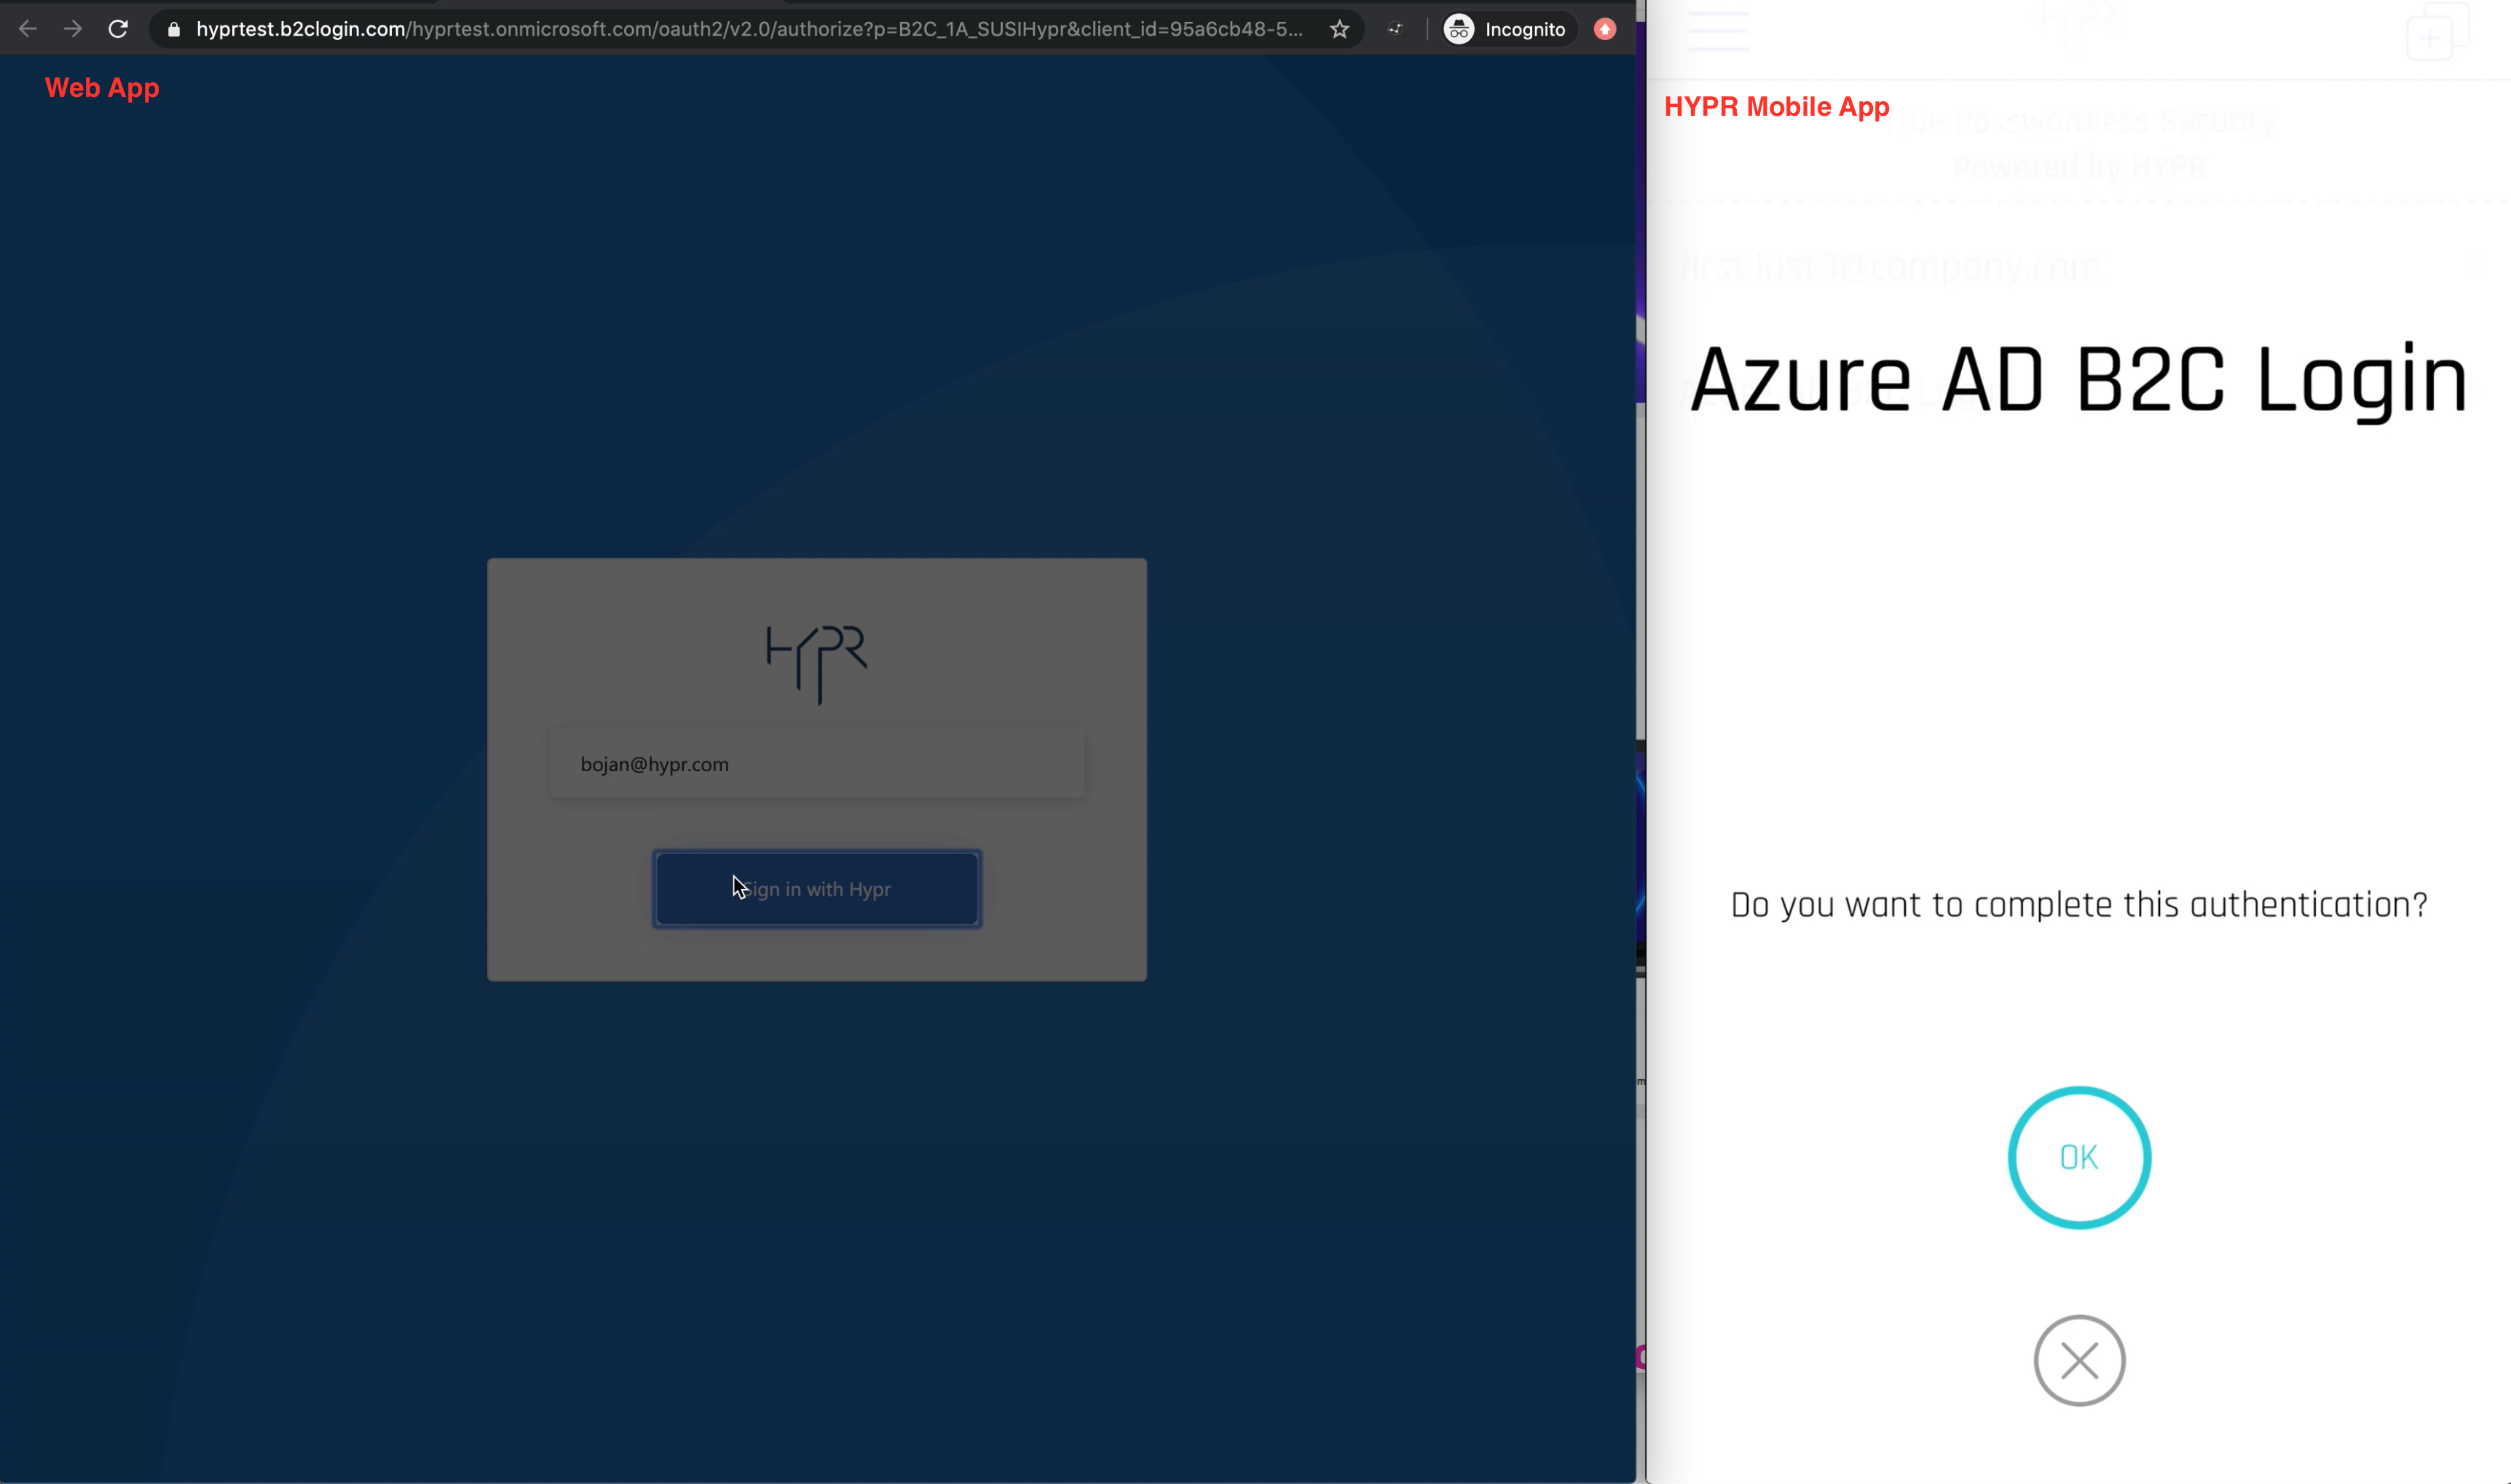 hyprtest.b2clogin.com/hyprtest.onmicrosoft.com/oauth2/v2.0/authorize?p=B2C_1A_SUSIHypr&client_id=95a6cb48-5...
Incognito
Web App
HYPR
bojan@hypr.com
Sign in with Hypr
HYPR Mobile App
True Passwordless Security
Powered by HYPR
first.last3@company.com
Azure AD B2C Login
Do you want to complete this authentication?
OK